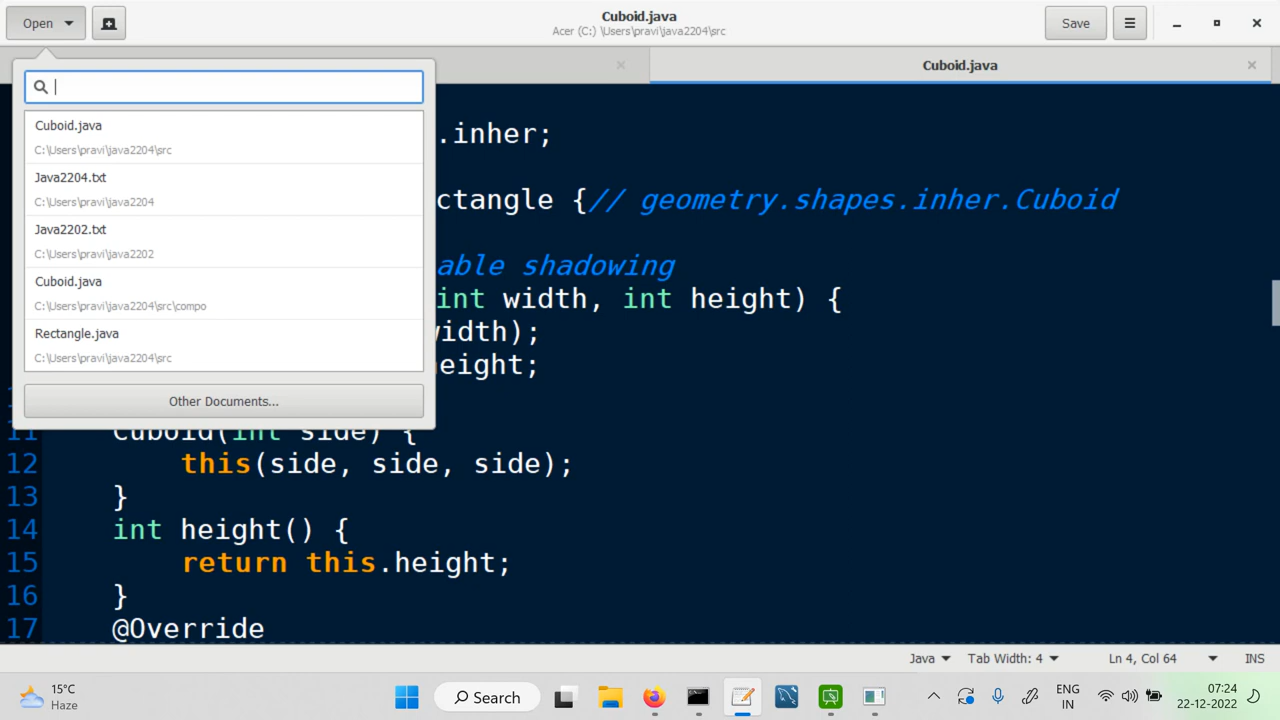 Open
Cuboid.java
Acer (C:) \Users\pravi\java2204\src
Save
Cuboid.java
Cuboid.java
C:\Users\pravi\java2204\src
Java2204.txt
C:\Users\pravi\java2204
Java2202.txt
C:\Users\pravi\java2202
Cuboid.java
C:\Users\pravi\java2204\src\compo
Rectangle.java
C:\Users\pravi\java2204\src
Other Documents...
.inher;
ctangle {// geometry.shapes.inher.Cuboid
able shadowing
int width, int height) {
width);
eight;
11 Cuboid(int side) {
12 this(side, side, side);
13 }
14 int height() {
15 return this.height;
16 }
17 @Override
Java Tab Width: 4 Ln 4, Col 64 INS
15°C
Haze
Search
ENG
IN
07:24
22-12-2022